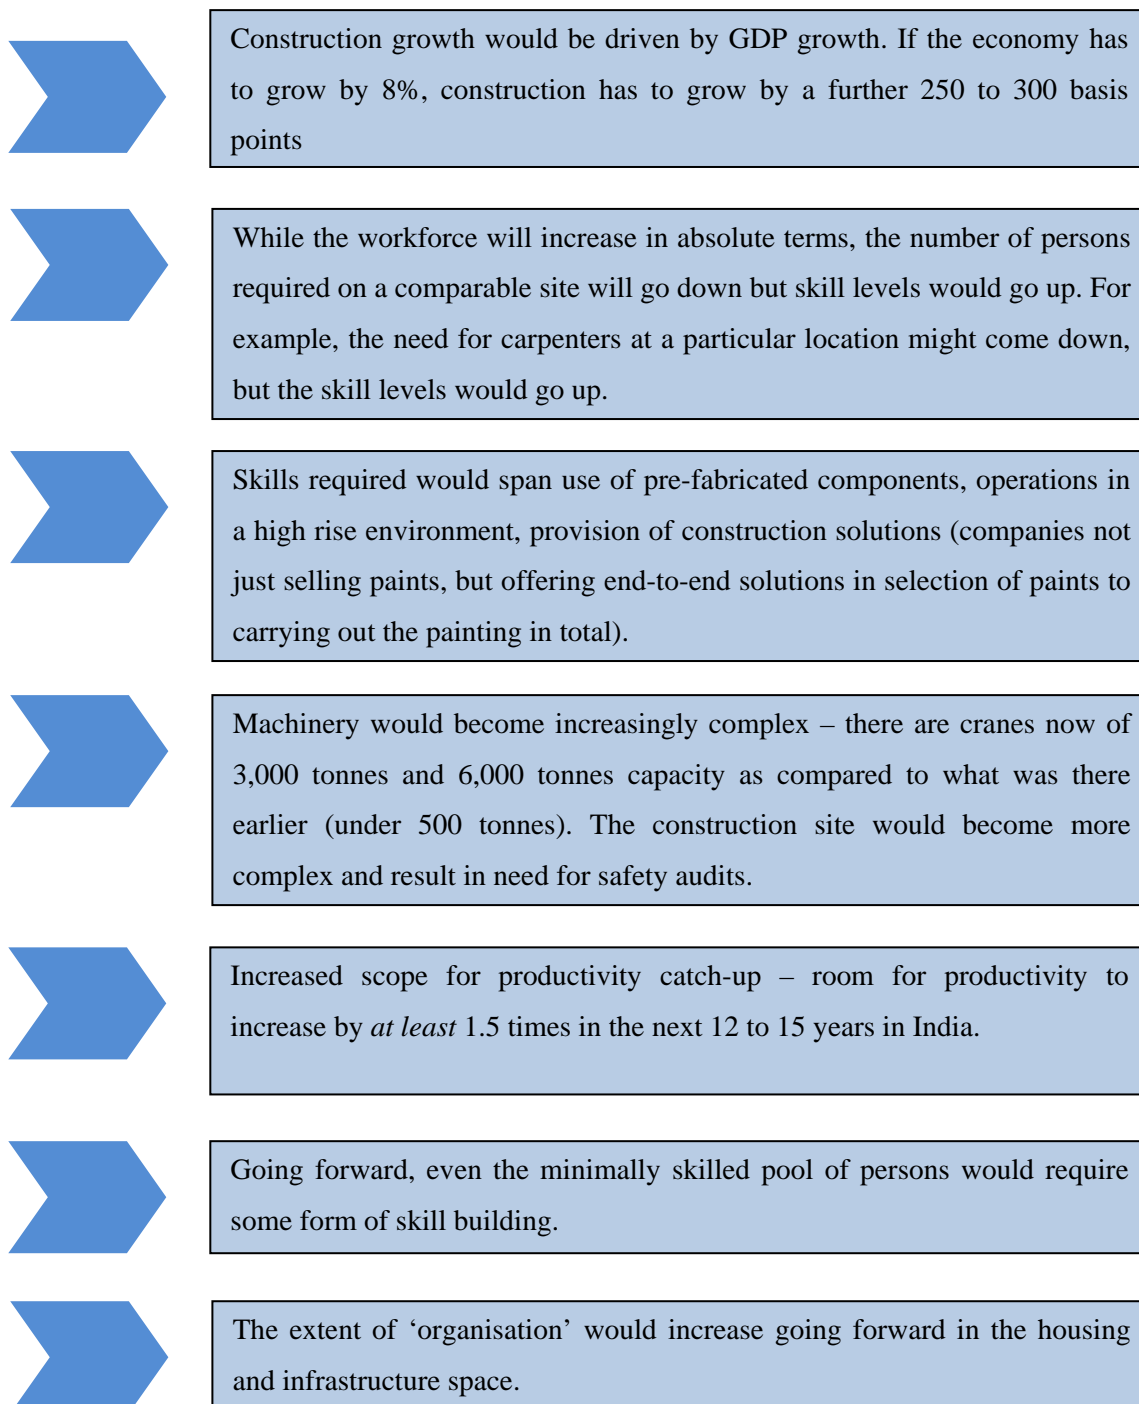 Construction growth would be driven by GDP growth. If the economy has
to grow by 8%, construction has to grow by a further 250 to 300 basis
points
While the workforce will increase in absolute terms, the number of persons
required on a comparable site will go down but skill levels would go up. For
example, the need for carpenters at a particular location might come down,
but the skill levels would go up.
Skills required would span use of pre-fabricated components, operations in
a high rise environment, provision of construction solutions (companies not
just selling paints, but offering end-to-end solutions in selection of paints to
carrying out the painting in total).
Machinery would become increasingly complex – there are cranes now of
3,000 tonnes and 6,000 tonnes capacity as compared to what was there
earlier (under 500 tonnes). The construction site would become more
complex and result in need for safety audits.
Increased scope for productivity catch-up – room for productivity to
increase by at least 1.5 times in the next 12 to 15 years in India.
Going forward, even the minimally skilled pool of persons would require
some form of skill building.
The extent of ‘organisation’ would increase going forward in the housing
and infrastructure space.